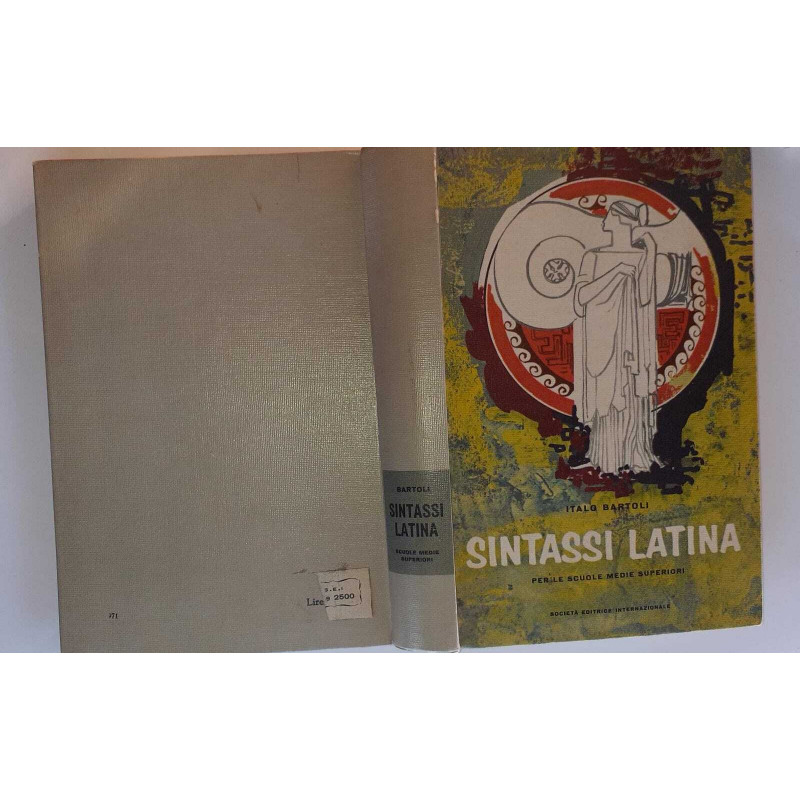 S.E.I
Lire 2500
471
BARTOLI
SINTASSI
LATINA
SCUOLE MEDIE
SUPERIORI
ITALO BARTOLI
SINTASSI LATINA
PER LE SCUOLE MEDIE SUPERIORI
SOCIETÀ EDITRICE INTERNAZIONALE